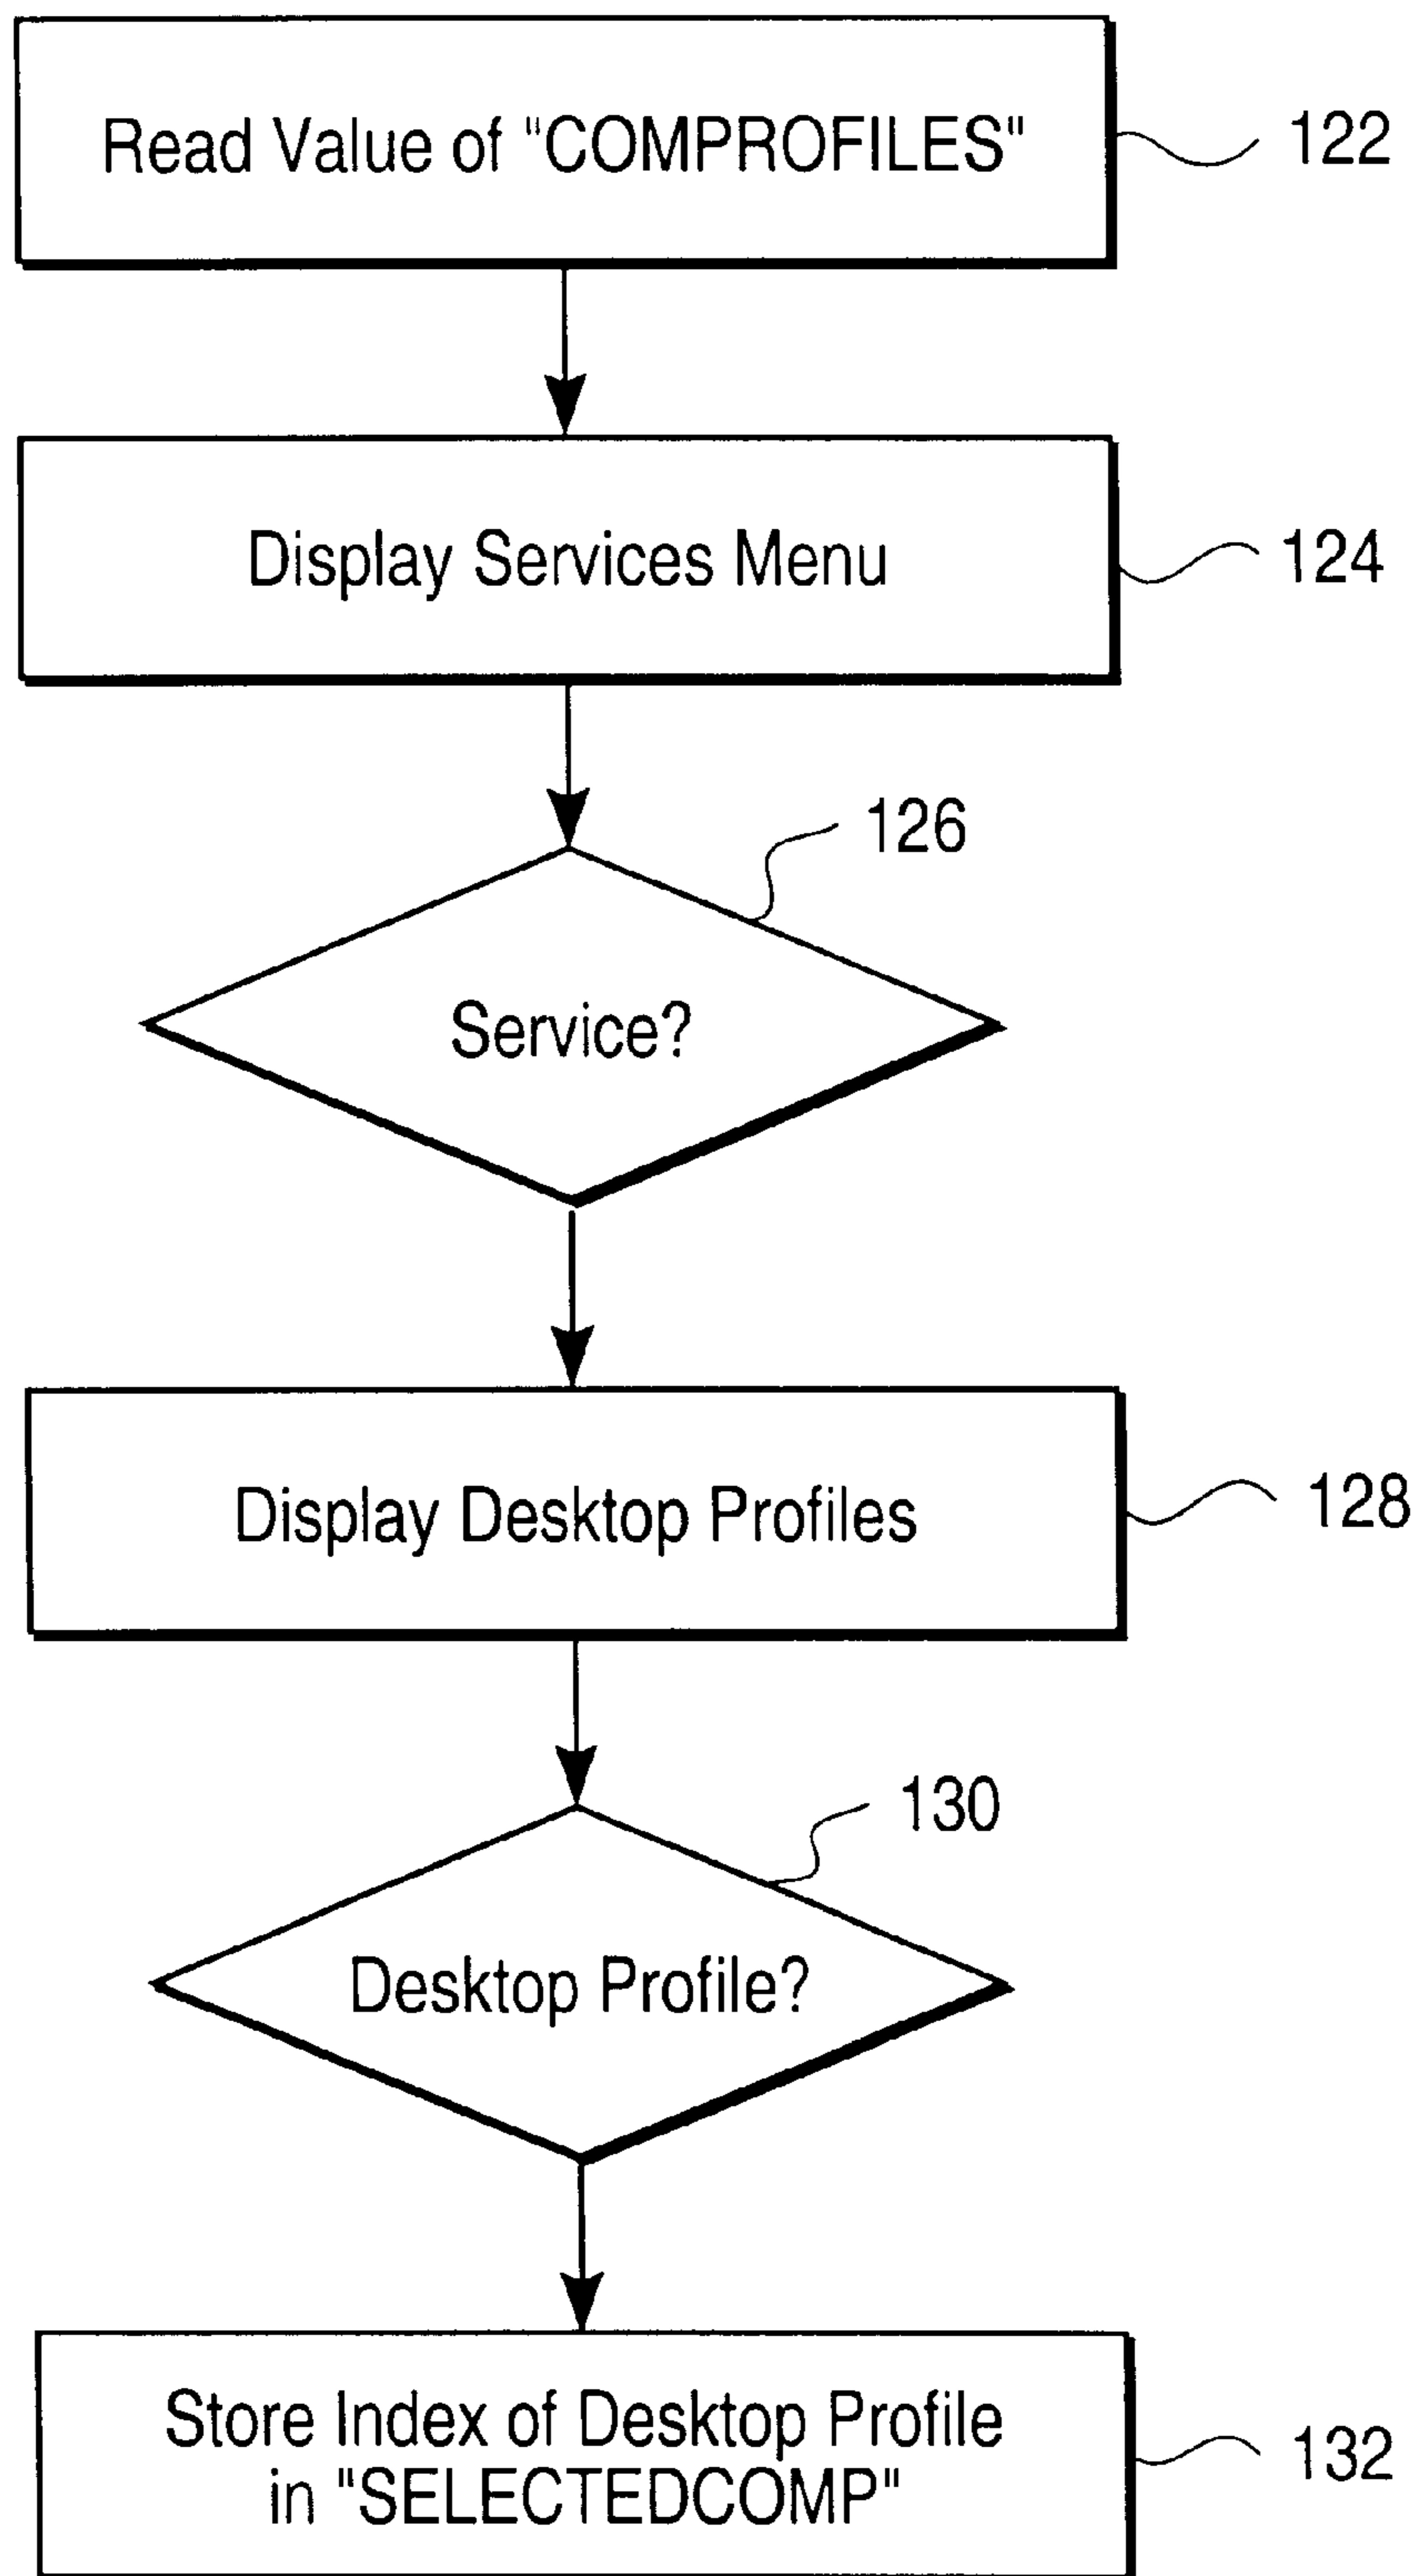 Read Value of "COMPROFILES"
122
Display Services Menu
124
126
Service?
Display Desktop Profiles
128
130
Desktop Profile?
Store Index of Desktop Profile
in "SELECTEDCOMP"
132